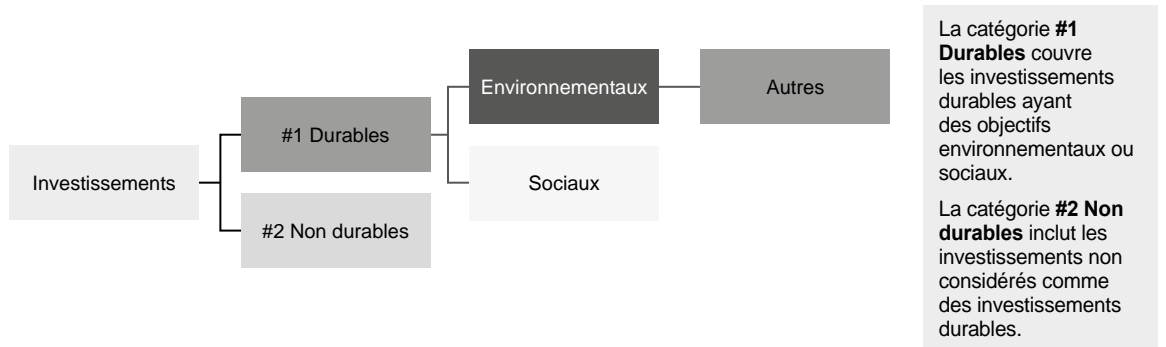 Investissements
#1 Durables
#2 Non durables
Environnementaux
Sociaux
Autres
La catégorie #1
Durables couvre
les investissements
durables ayant
des objectifs
environnementaux ou
sociaux.
La catégorie #2 Non
durables inclut les
investissements non
considérés comme
des investissements
durables.